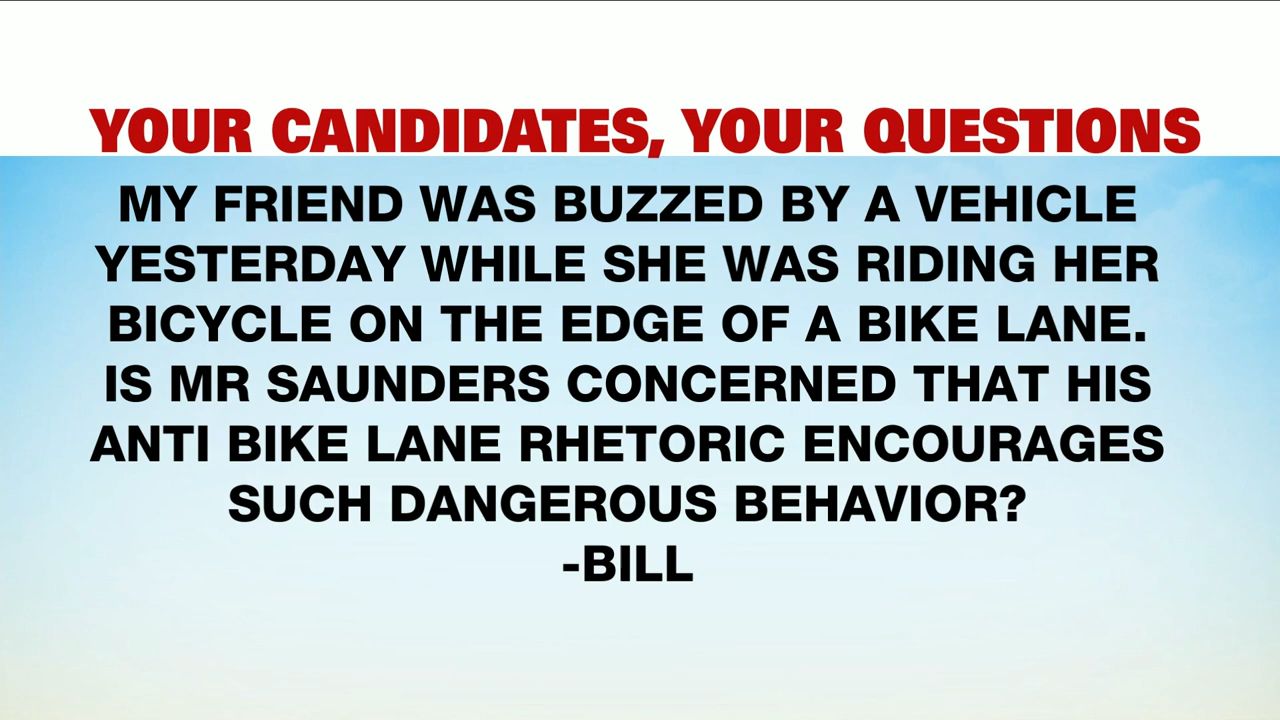 YOUR CANDIDATES, YOUR QUESTIONS
MY FRIEND WAS BUZZED BY A VEHICLE
YESTERDAY WHILE SHE WAS RIDING HER
BICYCLE ON THE EDGE OF A BIKE LANE.
IS MR SAUNDERS CONCERNED THAT HIS
ANTI BIKE LANE RHETORIC ENCOURAGES
SUCH DANGEROUS BEHAVIOR?
-BILL